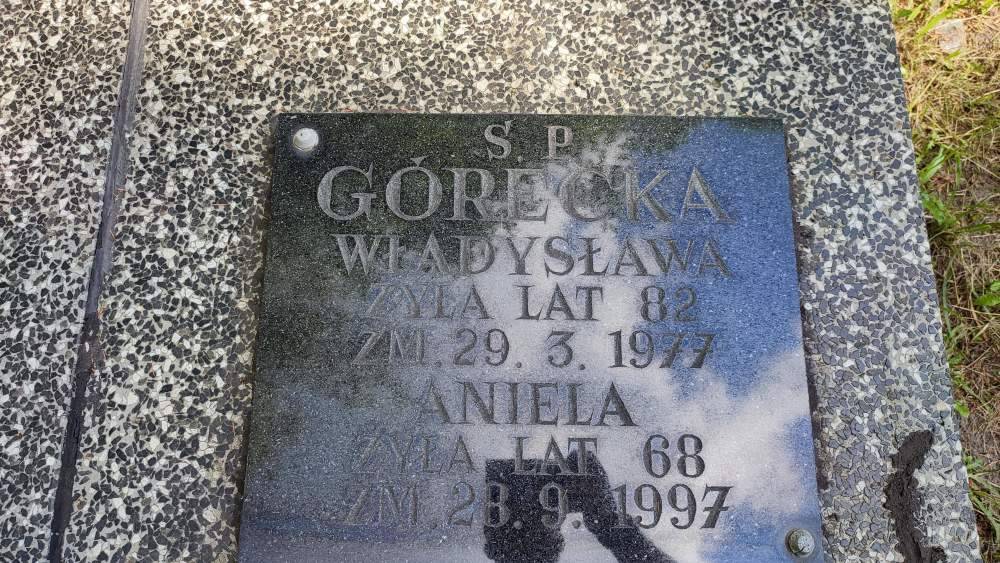 Ś. P.
GÓRECKA
WŁADYSŁAWA
ŻYŁA LAT 82
ZM. 29. 3. 1977
ANIELA
ŻYŁA LAT 68
ZM. 28. 9. 1997